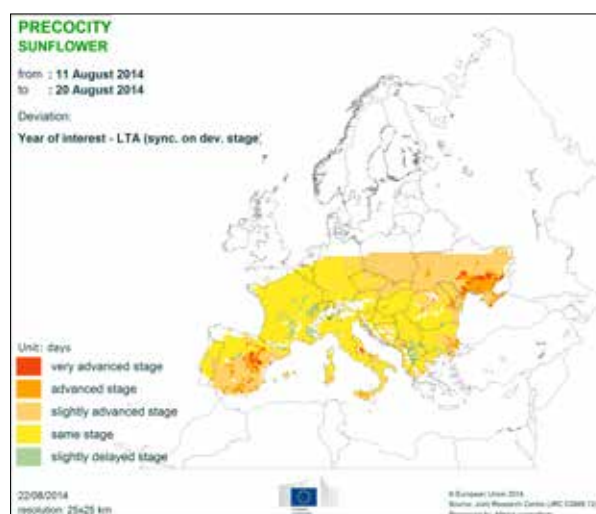 PRECOCITY
SUNFLOWER
from : 11 August 2014
to : 20 August 2014
Deviation:
Year of interest - LTA (sync. on dev. stage)
Unit: days
very advanced stage
advanced stage
slightly advanced stage
same stage
slightly delayed stage
22/08/2014
resolution: 25x25 km
© European Union 2014
Source: Joint Research Centre